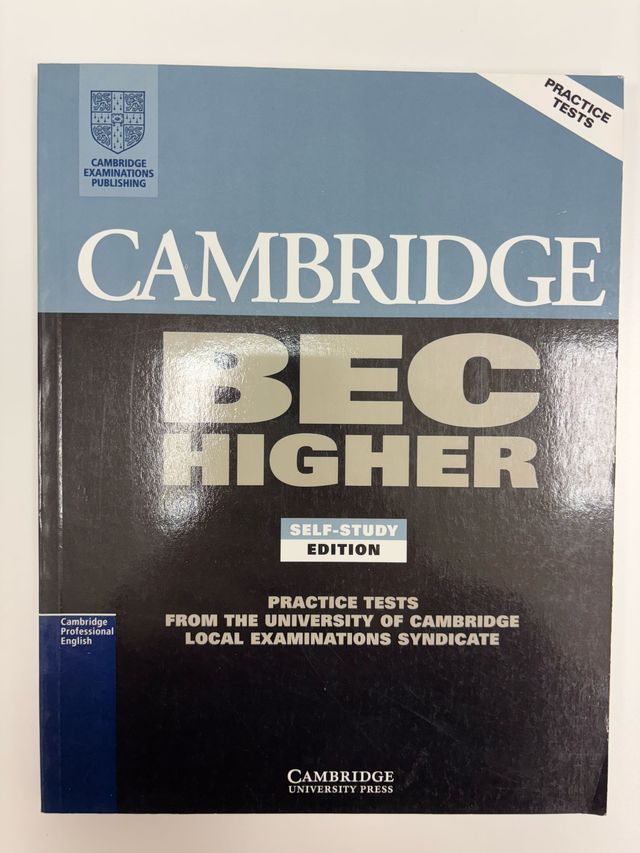 CAMBRIDGE
EXAMINATIONS
PUBLISHING
PRACTICE
TESTS
CAMBRIDGE
BEC
HIGHER
SELF-STUDY
EDITION
PRACTICE TESTS
FROM THE UNIVERSITY OF CAMBRIDGE
LOCAL EXAMINATIONS SYNDICATE
Cambridge
Professional
English
CAMBRIDGE
UNIVERSITY PRESS